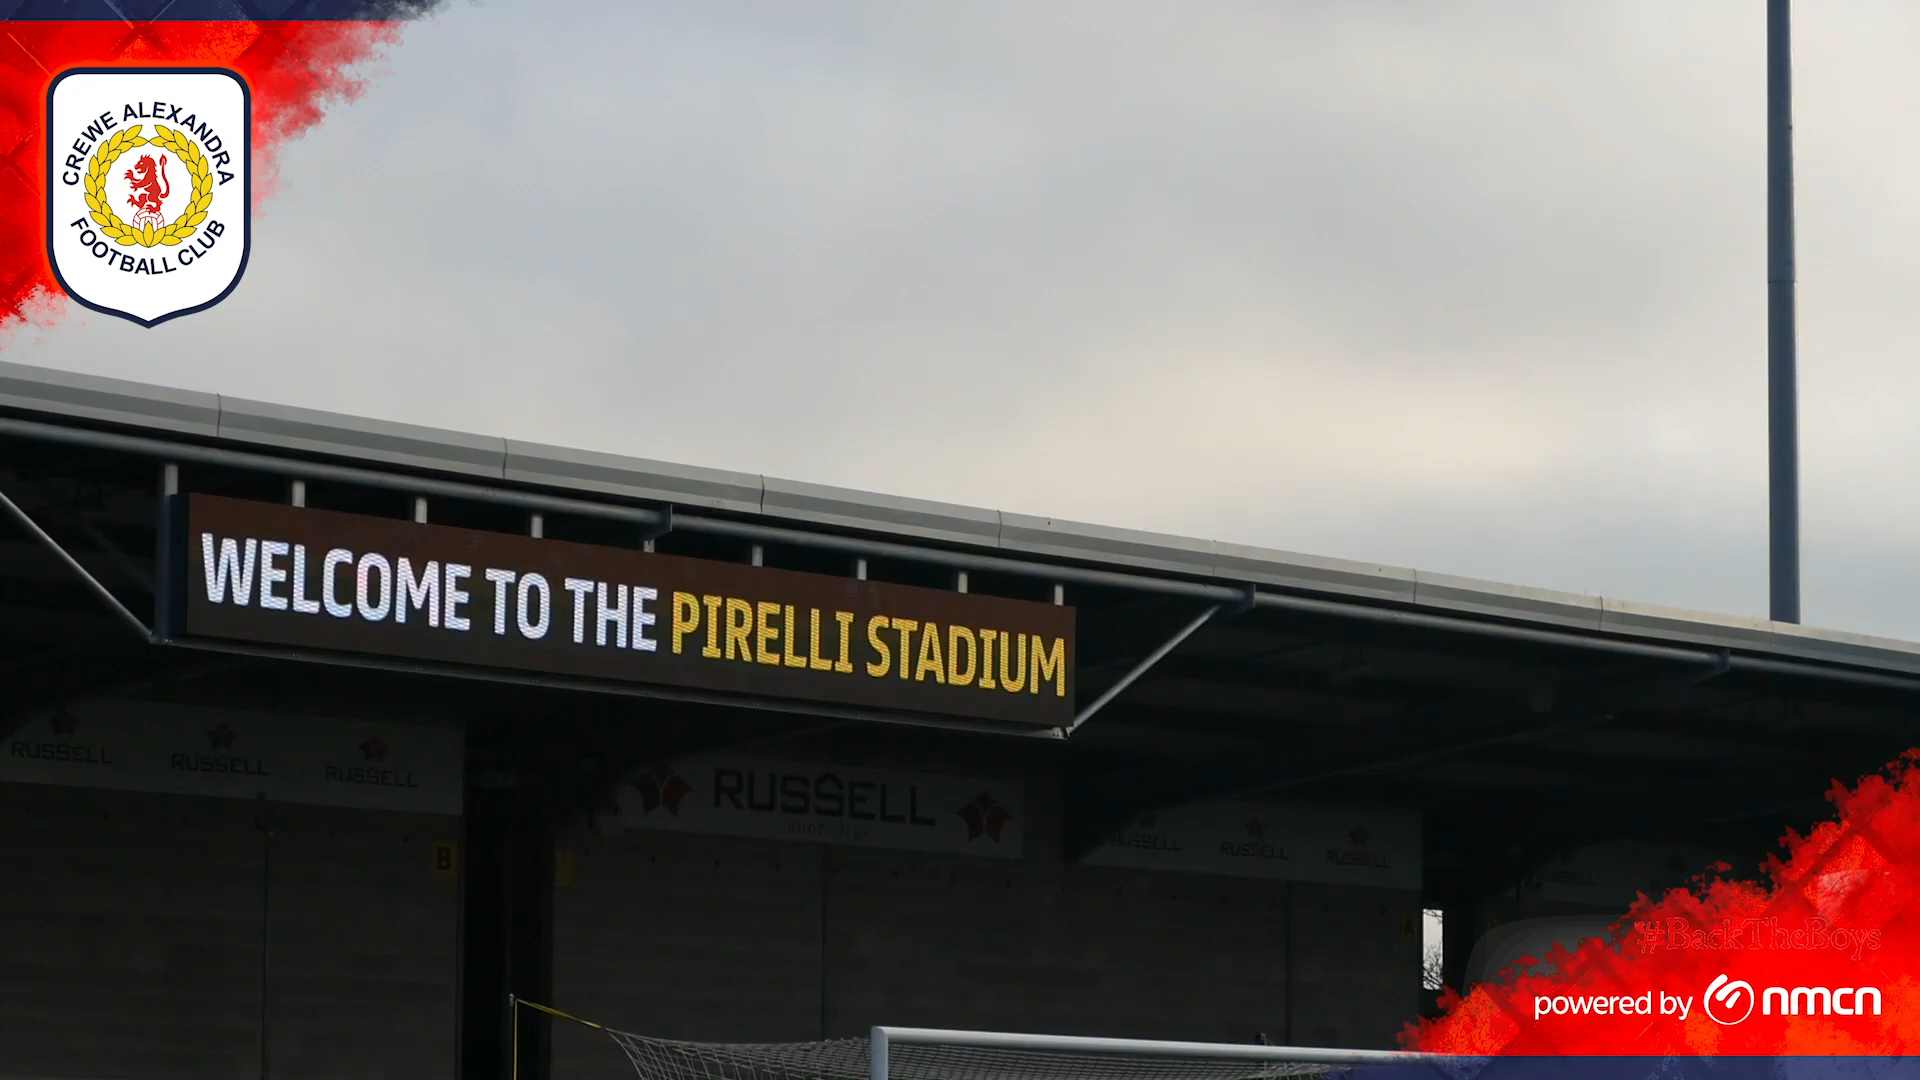 CREWE ALEXANDRA
FOOTBALL CLUB
WELCOME TO THE PIRELLI STADIUM
RUSSELL RUSSELL RUSSELL
RUSSELL
RUSSELL RUSSELL RUSSELL
B
#BackTheBoys
powered by nmcn